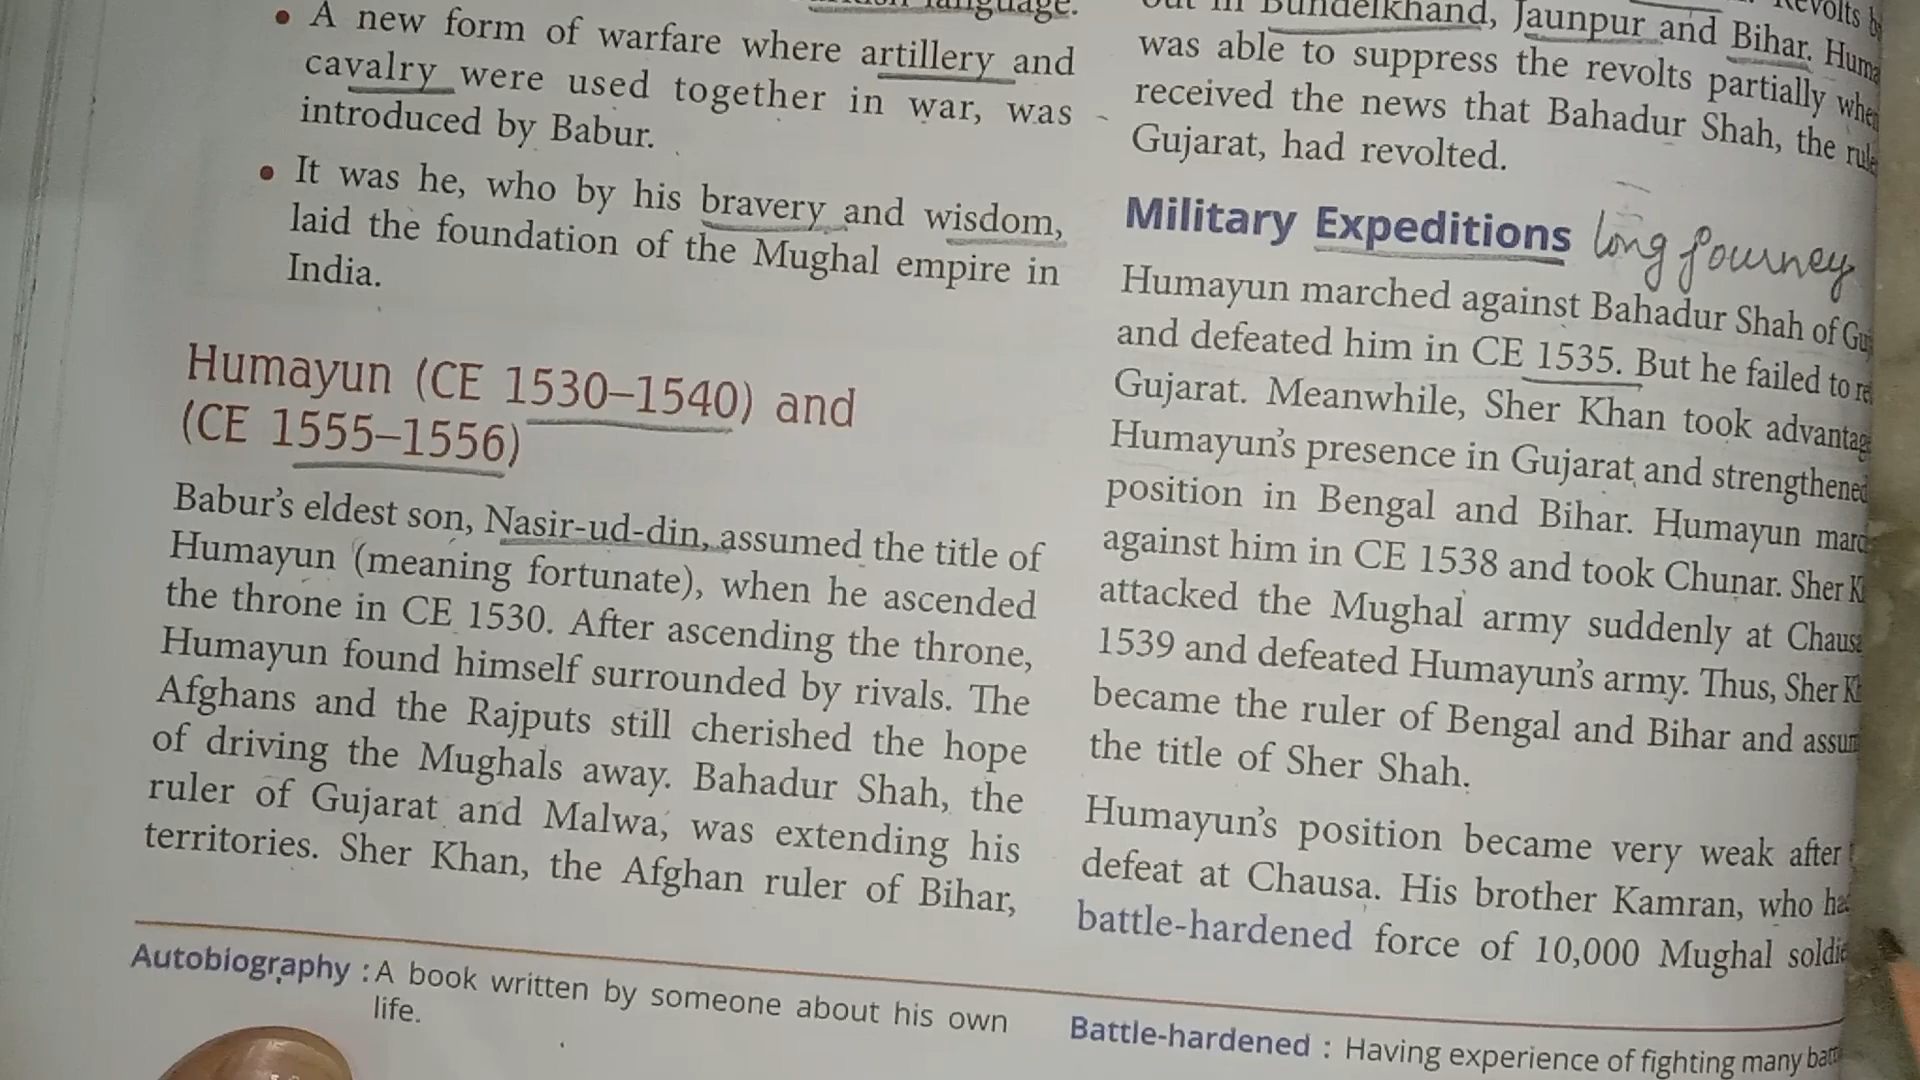 language.
• A new form of warfare where artillery and
cavalry were used together in war, was
introduced by Babur.
• It was he, who by his bravery and wisdom,
laid the foundation of the Mughal empire in
India.
Humayun (CE 1530–1540) and
(CE 1555–1556)
Babur's eldest son, Nasir-ud-din, assumed the title of
Humayun (meaning fortunate), when he ascended
the throne in CE 1530. After ascending the throne,
Humayun found himself surrounded by rivals. The
Afghans and the Rajputs still cherished the hope
of driving the Mughals away. Bahadur Shah, the
ruler of Gujarat and Malwa, was extending his
territories. Sher Khan, the Afghan ruler of Bihar,
Autobiography : A book written by someone about his own
life.
in Bundelkhand, Jaunpur and Bihar.
was able to suppress the revolts partially
received the news that Bahadur Shah, the
Gujarat, had revolted.
Military Expeditions long journey
Humayun marched against Bahadur Shah of
and defeated him in CE 1535. But he failed to
Gujarat. Meanwhile, Sher Khan took
Humayun's presence in Gujarat and strengthened
position in Bengal and Bihar. Humayun
against him in CE 1538 and took Chunar. Sher
attacked the Mughal army suddenly at
1539 and defeated Humayun's army. Thus, Sher
became the ruler of Bengal and Bihar and
the title of Sher Shah.
Humayun's position became very weak after
defeat at Chausa. His brother Kamran, who
battle-hardened force of 10,000 Mughal
Battle-hardened : Having experience of fighting many